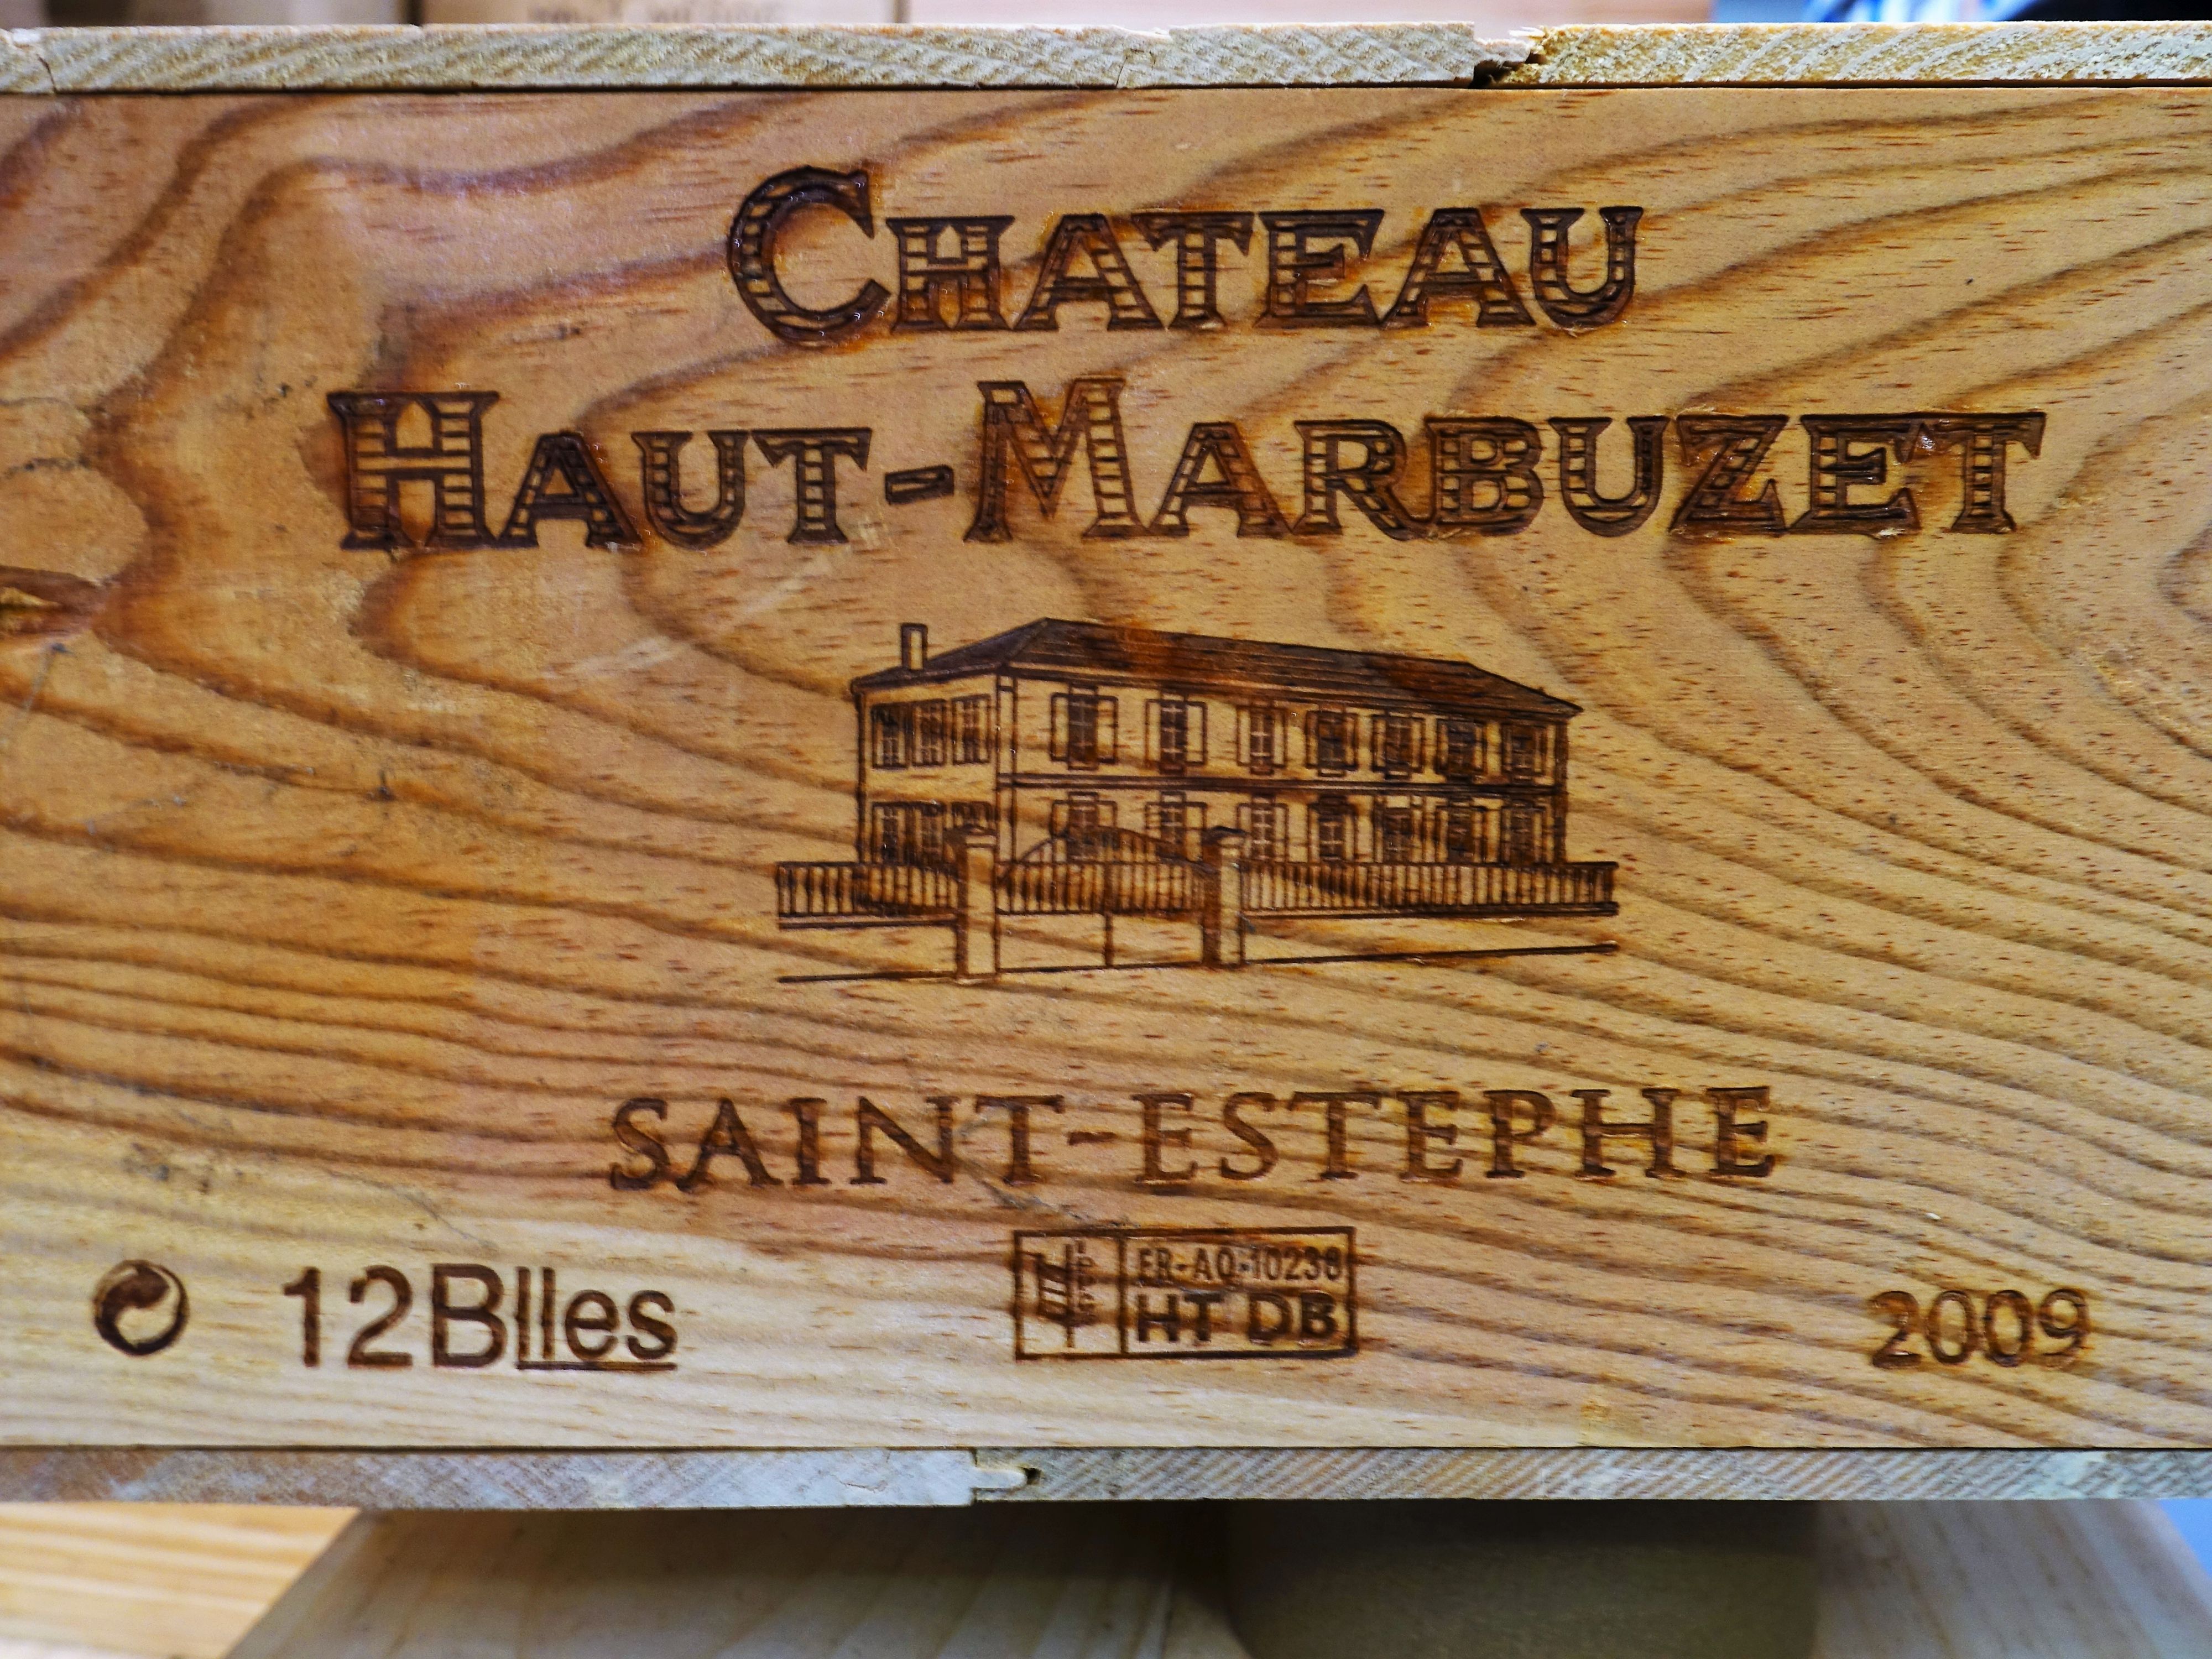 CHATEAU
HAUT-MARBUZET
SAINT-ESTEPHE
12Blles
FR-AQ-10238
HT DB
2009